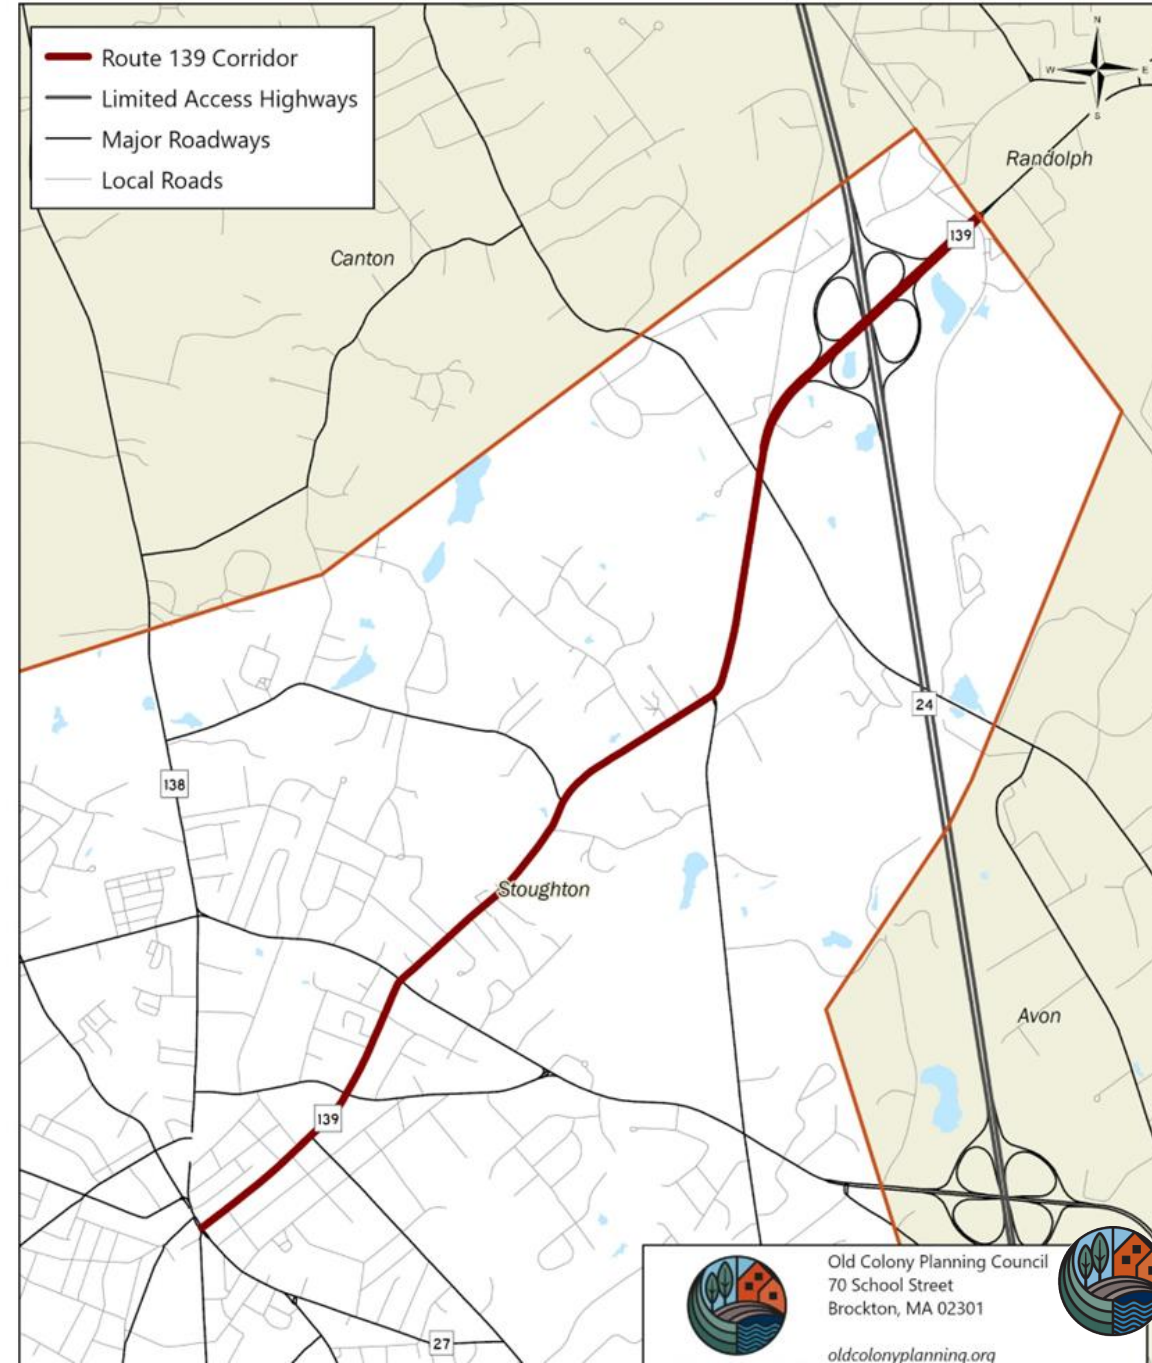 Route 139 Corridor
Limited Access Highways
Major Roadways
Local Roads
N
W
E
S
Randolph
139
Canton
24
138
Stoughton
Avon
139
27
Old Colony Planning Council
70 School Street
Brockton, MA 02301
oldcolonyplanning.org